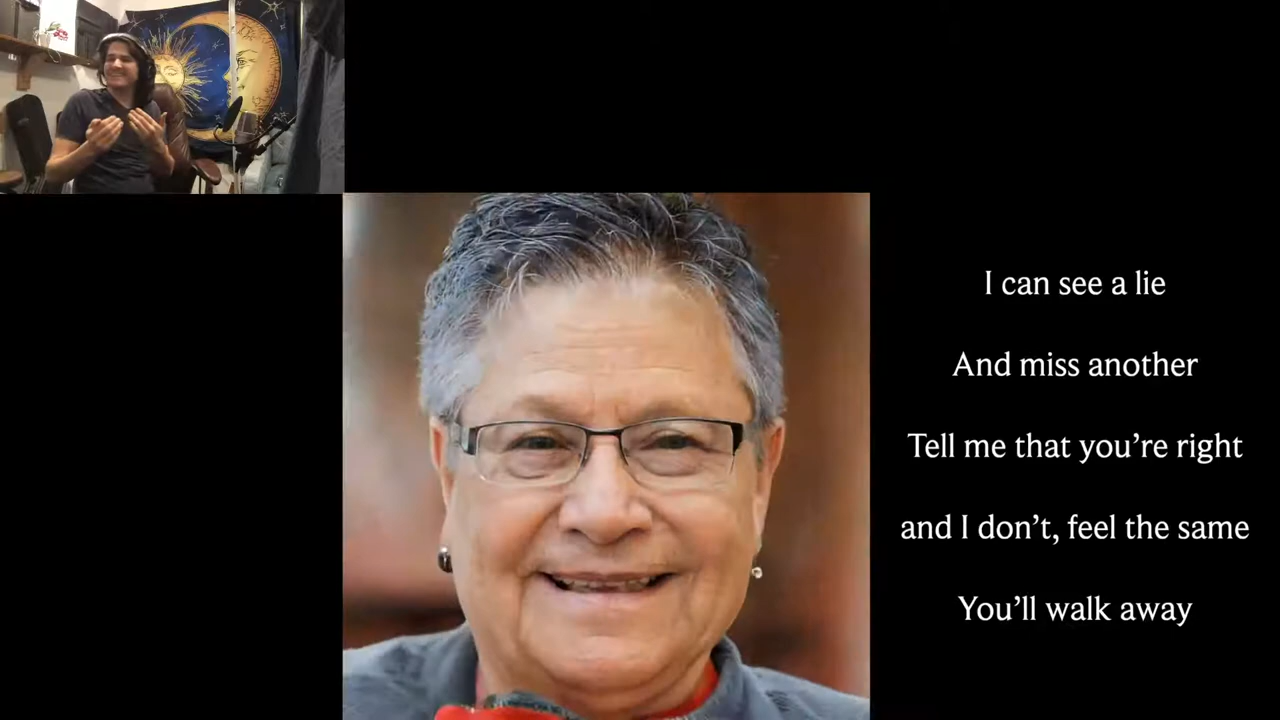 I can see a lie
And miss another
Tell me that you're right
and I don't, feel the same
You'll walk away